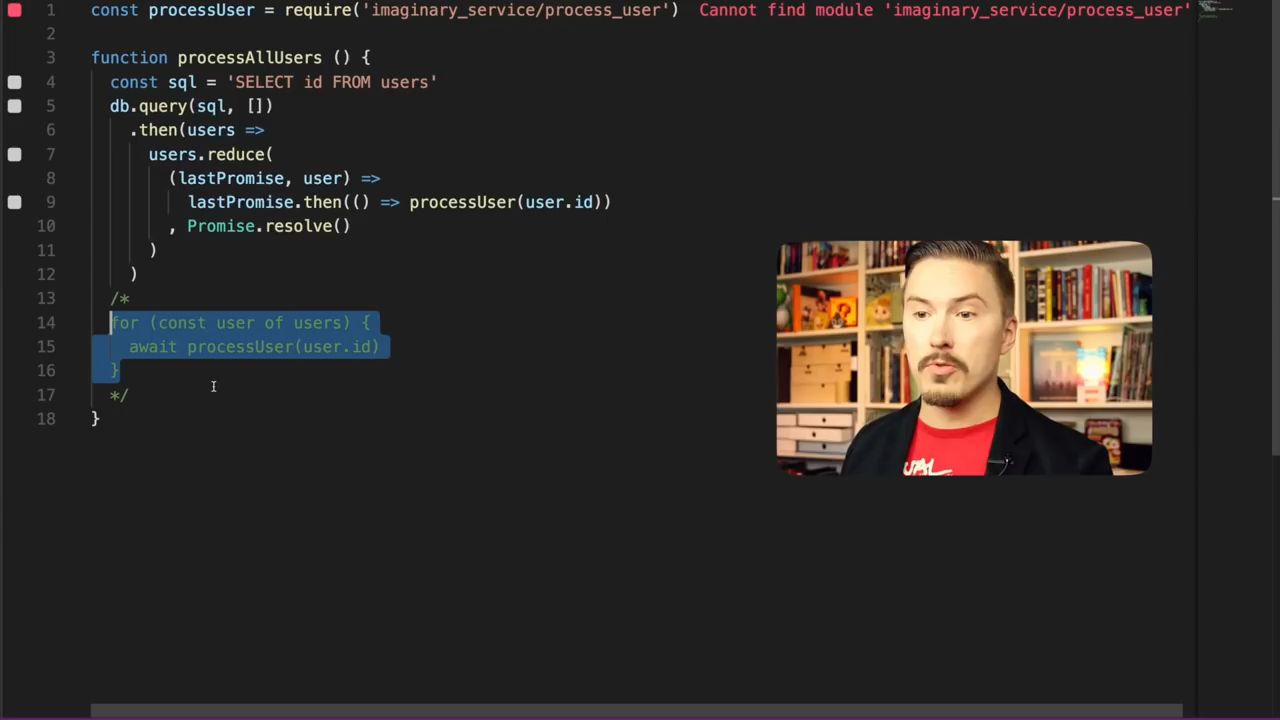 1 const processUser = require('imaginary_service/process_user') Cannot find module 'imaginary_service/process_user'
2
3 function processAllUsers () {
4 const sql = 'SELECT id FROM users'
5 db.query(sql, [])
6 .then(users =>
7 users.reduce(
8 (lastPromise, user) =>
9 lastPromise.then(() => processUser(user.id))
10 , Promise.resolve()
11 )
12 )
13 /*
14 for (const user of users) {
15 await processUser(user.id)
16 }
17 */
18 }